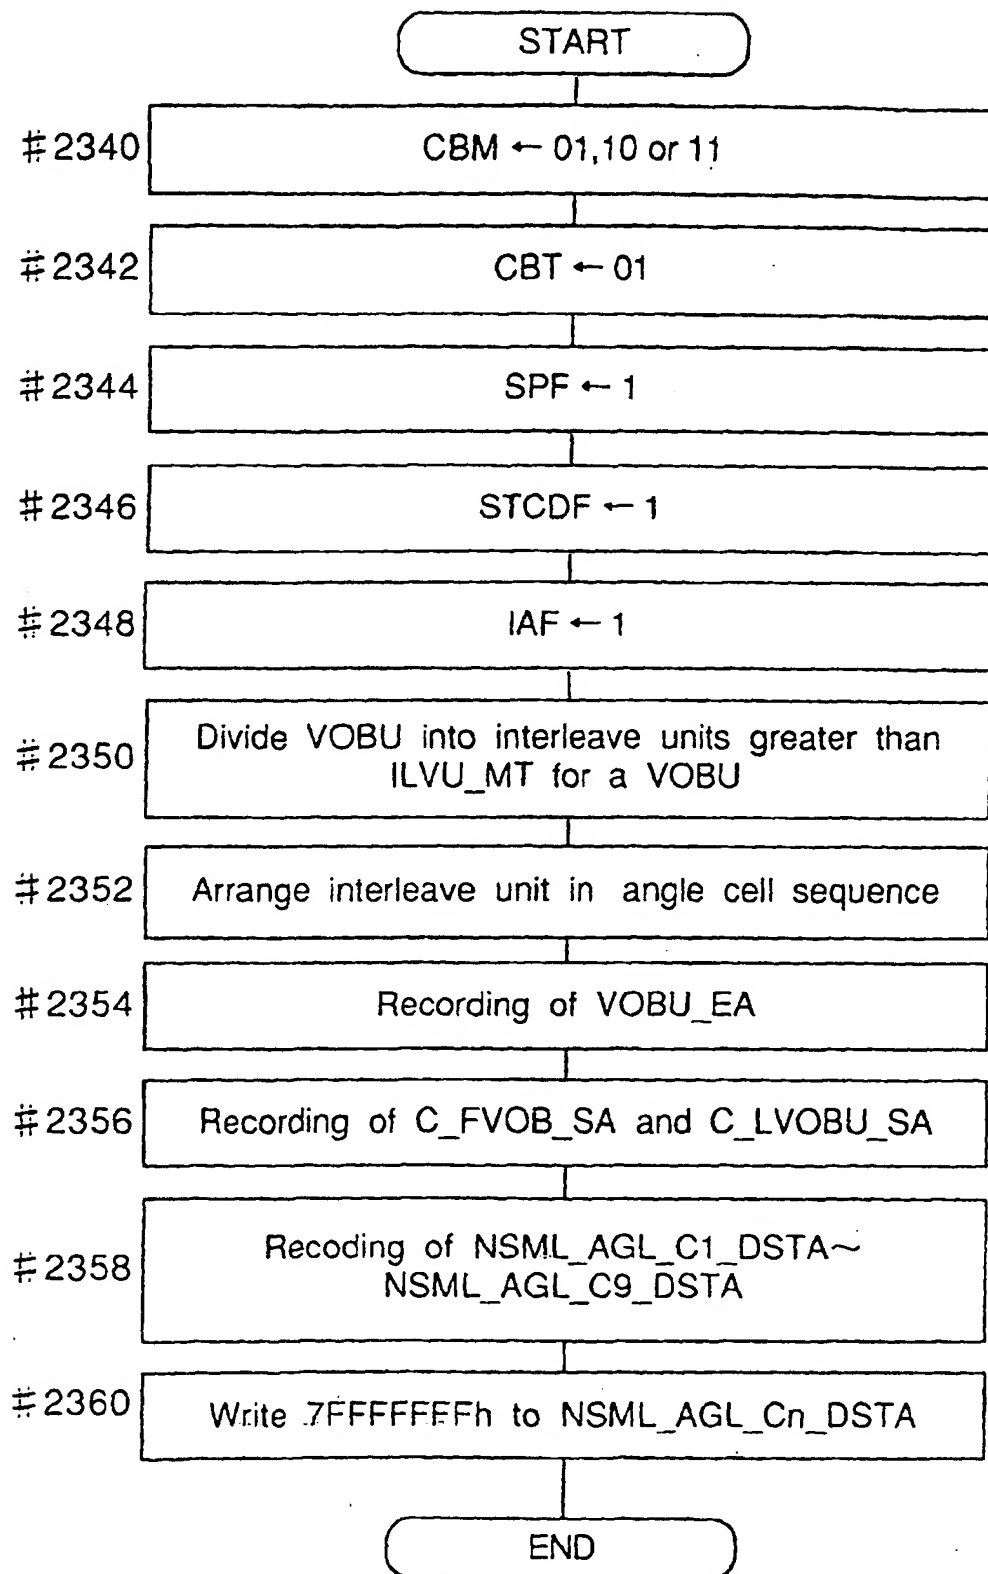 START
#2340 CBM ← 01,10 or 11
#2342 CBT ← 01
#2344 SPF ← 1
#2346 STCDF ← 1
#2348 IAF ← 1
#2350 Divide VOBU into interleave units greater than
ILVU_MT for a VOBU
#2352 Arrange interleave unit in angle cell sequence
#2354 Recording of VOBU_EA
#2356 Recording of C_FVOB_SA and C_LVOBU_SA
#2358 Recoding of NSML_AGL_C1_DSTA~
NSML_AGL_C9_DSTA
#2360 Write 7FFFFFFFh to NSML_AGL_Cn_DSTA
END